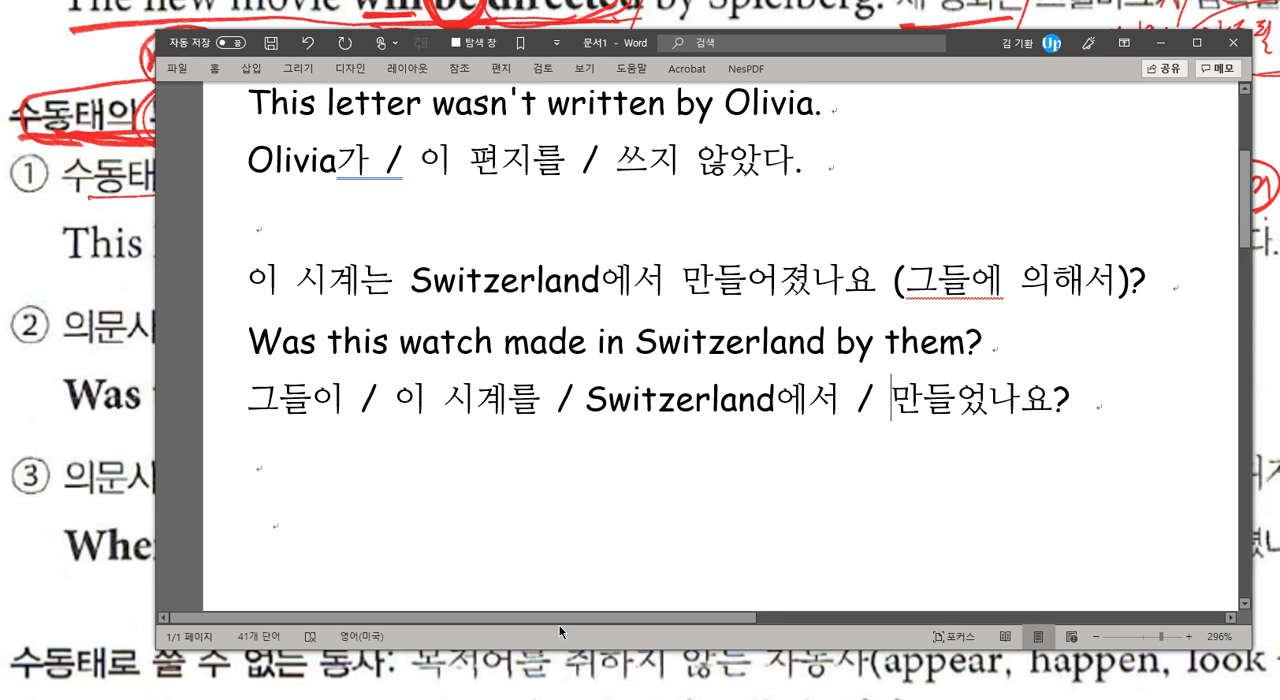 The new movie will be directed by Spielberg.
자동 저장 끔 탐색 창 문서1 - Word 검색 김 기환 Up
파일 홈 삽입 그리기 디자인 레이아웃 참조 편지 검토 보기 도움말 Acrobat NesPDF 공유 메모
수동태의
This letter wasn't written by Olivia.
① 수동태
Olivia가 / 이 편지를 / 쓰지 않았다.
This
이 시계는 Switzerland에서 만들어졌나요 (그들에 의해서)?
② 의문사
Was this watch made in Switzerland by them?
Was
그들이 / 이 시계를 / Switzerland에서 / 만들었나요?
③ 의문사
Whe
1/1 페이지 41개 단어 영어(미국) 포커스 296%
수동태로 쓸 수 없는 동사: 목적어를 취하지 않는 자동사(appear, happen, look